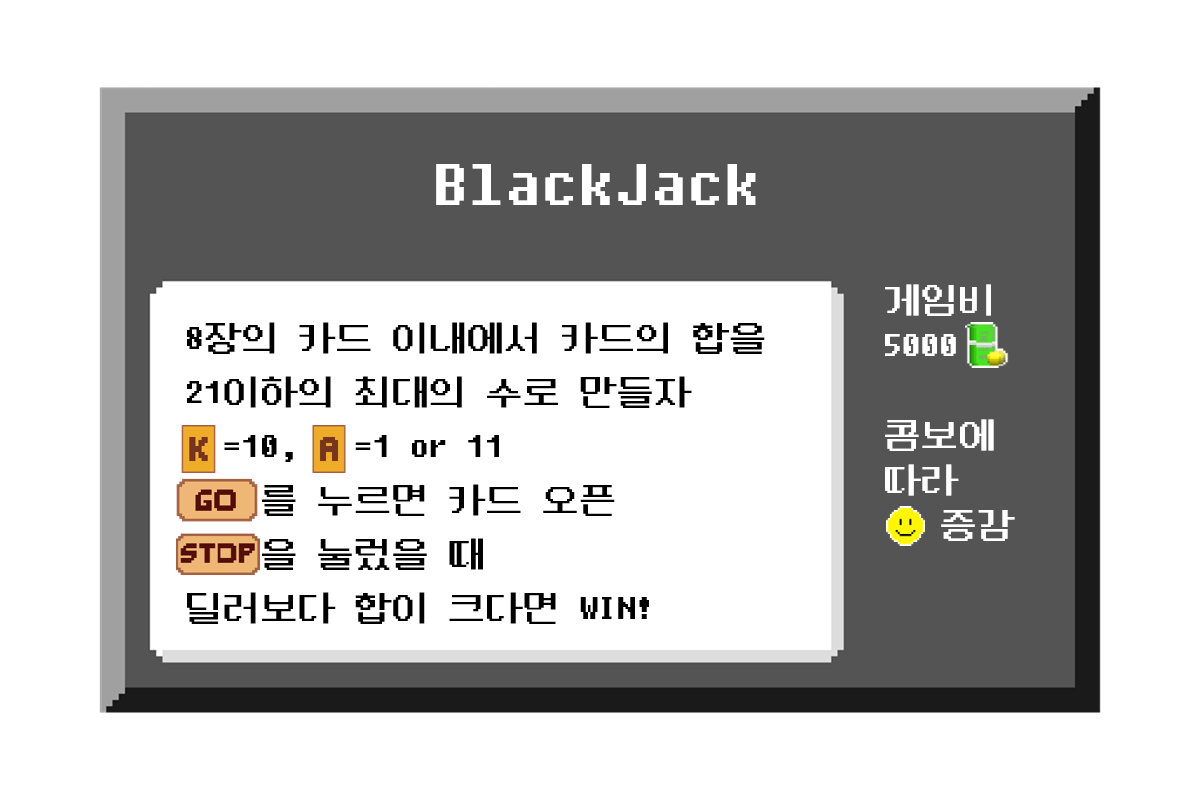 BlackJack
8장의 카드 이내에서 카드의 합을
21이하의 최대의 수로 만들자
K =10, A =1 or 11
GO를 누르면 카드 오픈
STOP을 눌렀을 때
딜러보다 합이 크다면 WIN!
게임비
5000
콤보에
따라
증감